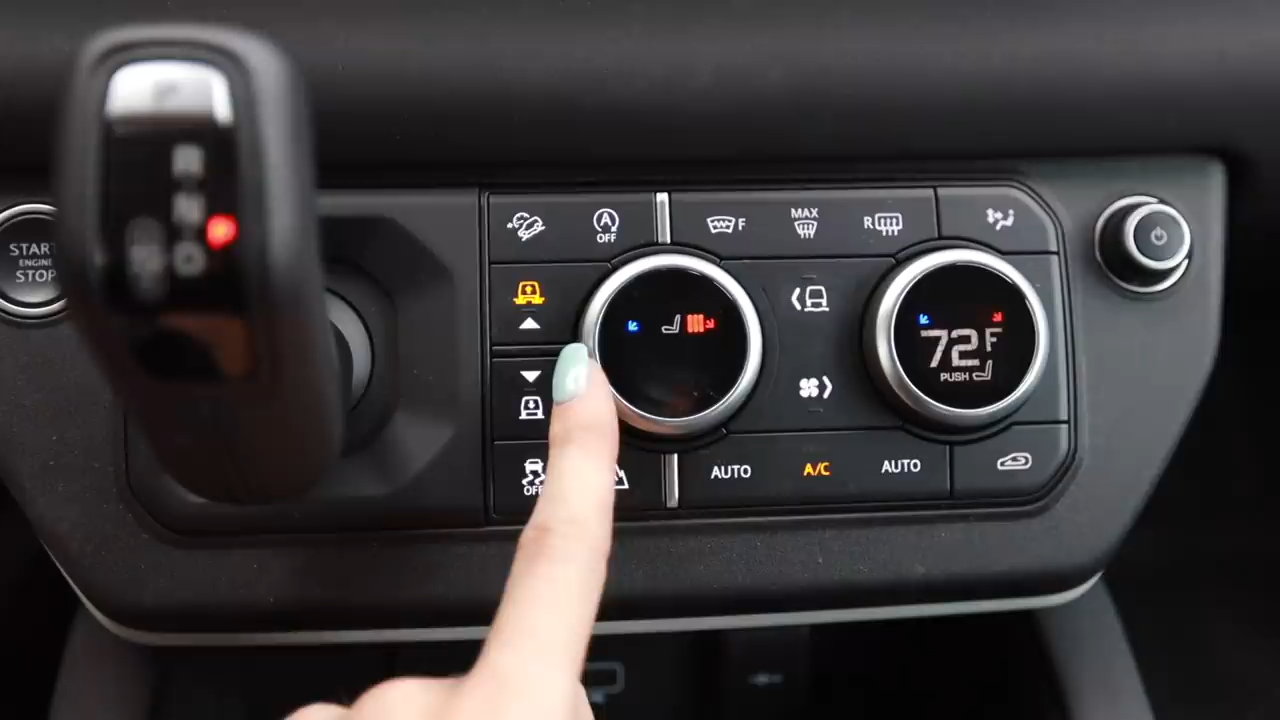 START
ENGINE
STOP
A
OFF
F
MAX
R
72 F
PUSH
OFF
AUTO
A/C
AUTO